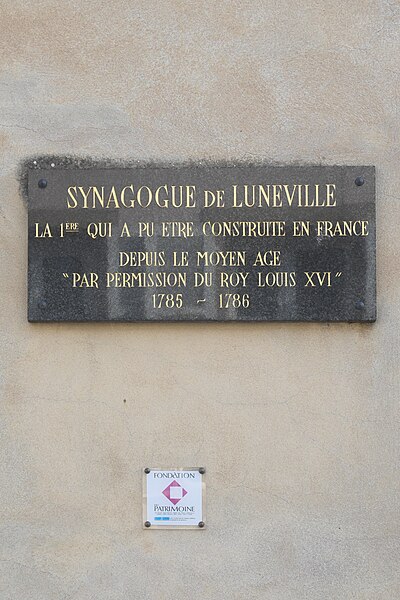 SYNAGOGUE DE LUNEVILLE
LA 1ERE QUI A PU ETRE CONSTRUITE EN FRANCE
DEPUIS LE MOYEN AGE
"PAR PERMISSION DU ROY LOUIS XVI"
1785 ~ 1786
FONDATION
PATRIMOINE